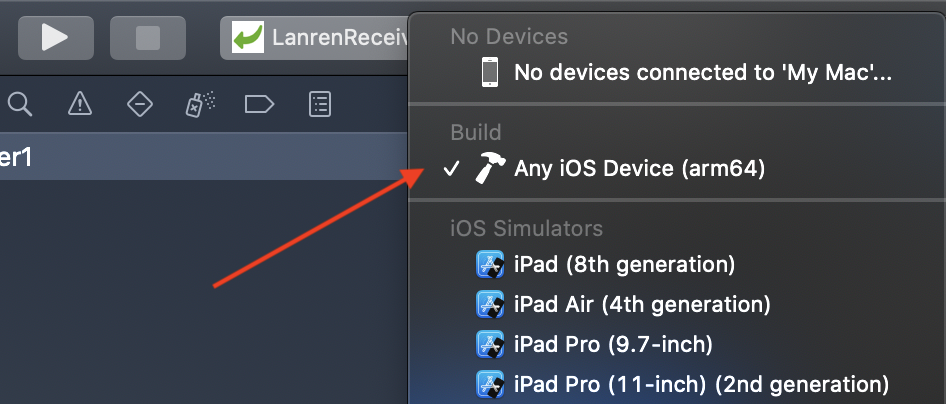 LanrenReceiv
No Devices
No devices connected to 'My Mac'...
Build
Any iOS Device (arm64)
er1
iOS Simulators
iPad (8th generation)
iPad Air (4th generation)
iPad Pro (9.7-inch)
iPad Pro (11-inch) (2nd generation)